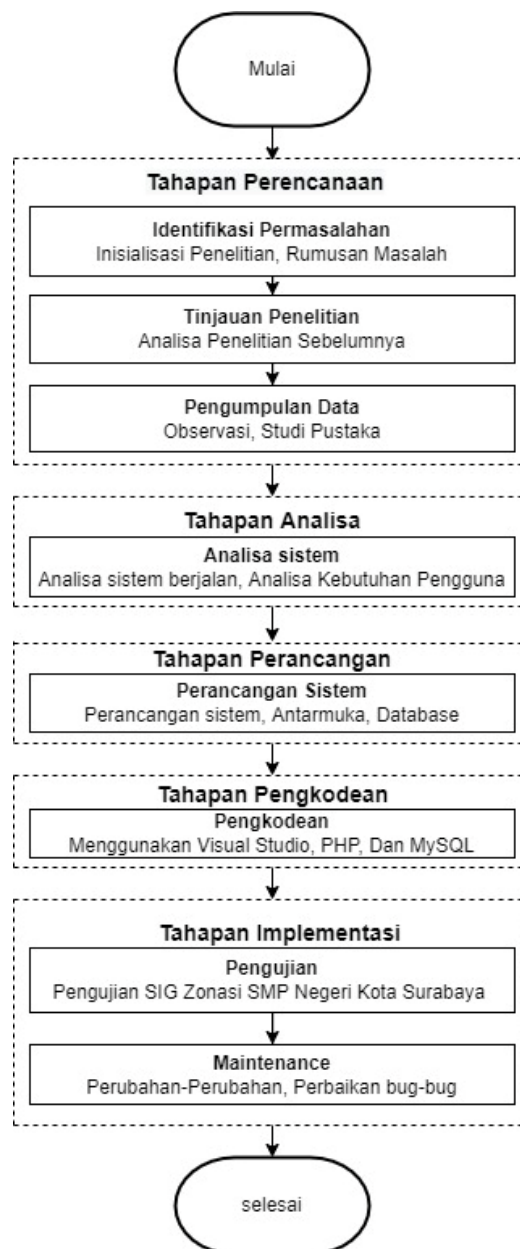 Mulai
Tahapan Perencanaan
Identifikasi Permasalahan
Inisialisasi Penelitian, Rumusan Masalah
Tinjauan Penelitian
Analisa Penelitian Sebelumnya
Pengumpulan Data
Observasi, Studi Pustaka
Tahapan Analisa
Analisa sistem
Analisa sistem berjalan, Analisa Kebutuhan Pengguna
Tahapan Perancangan
Perancangan Sistem
Perancangan sistem, Antarmuka, Database
Tahapan Pengkodean
Pengkodean
Menggunakan Visual Studio, PHP, Dan MySQL
Tahapan Implementasi
Pengujian
Pengujian SIG Zonasi SMP Negeri Kota Surabaya
Maintenance
Perubahan-Perubahan, Perbaikan bug-bug
selesai